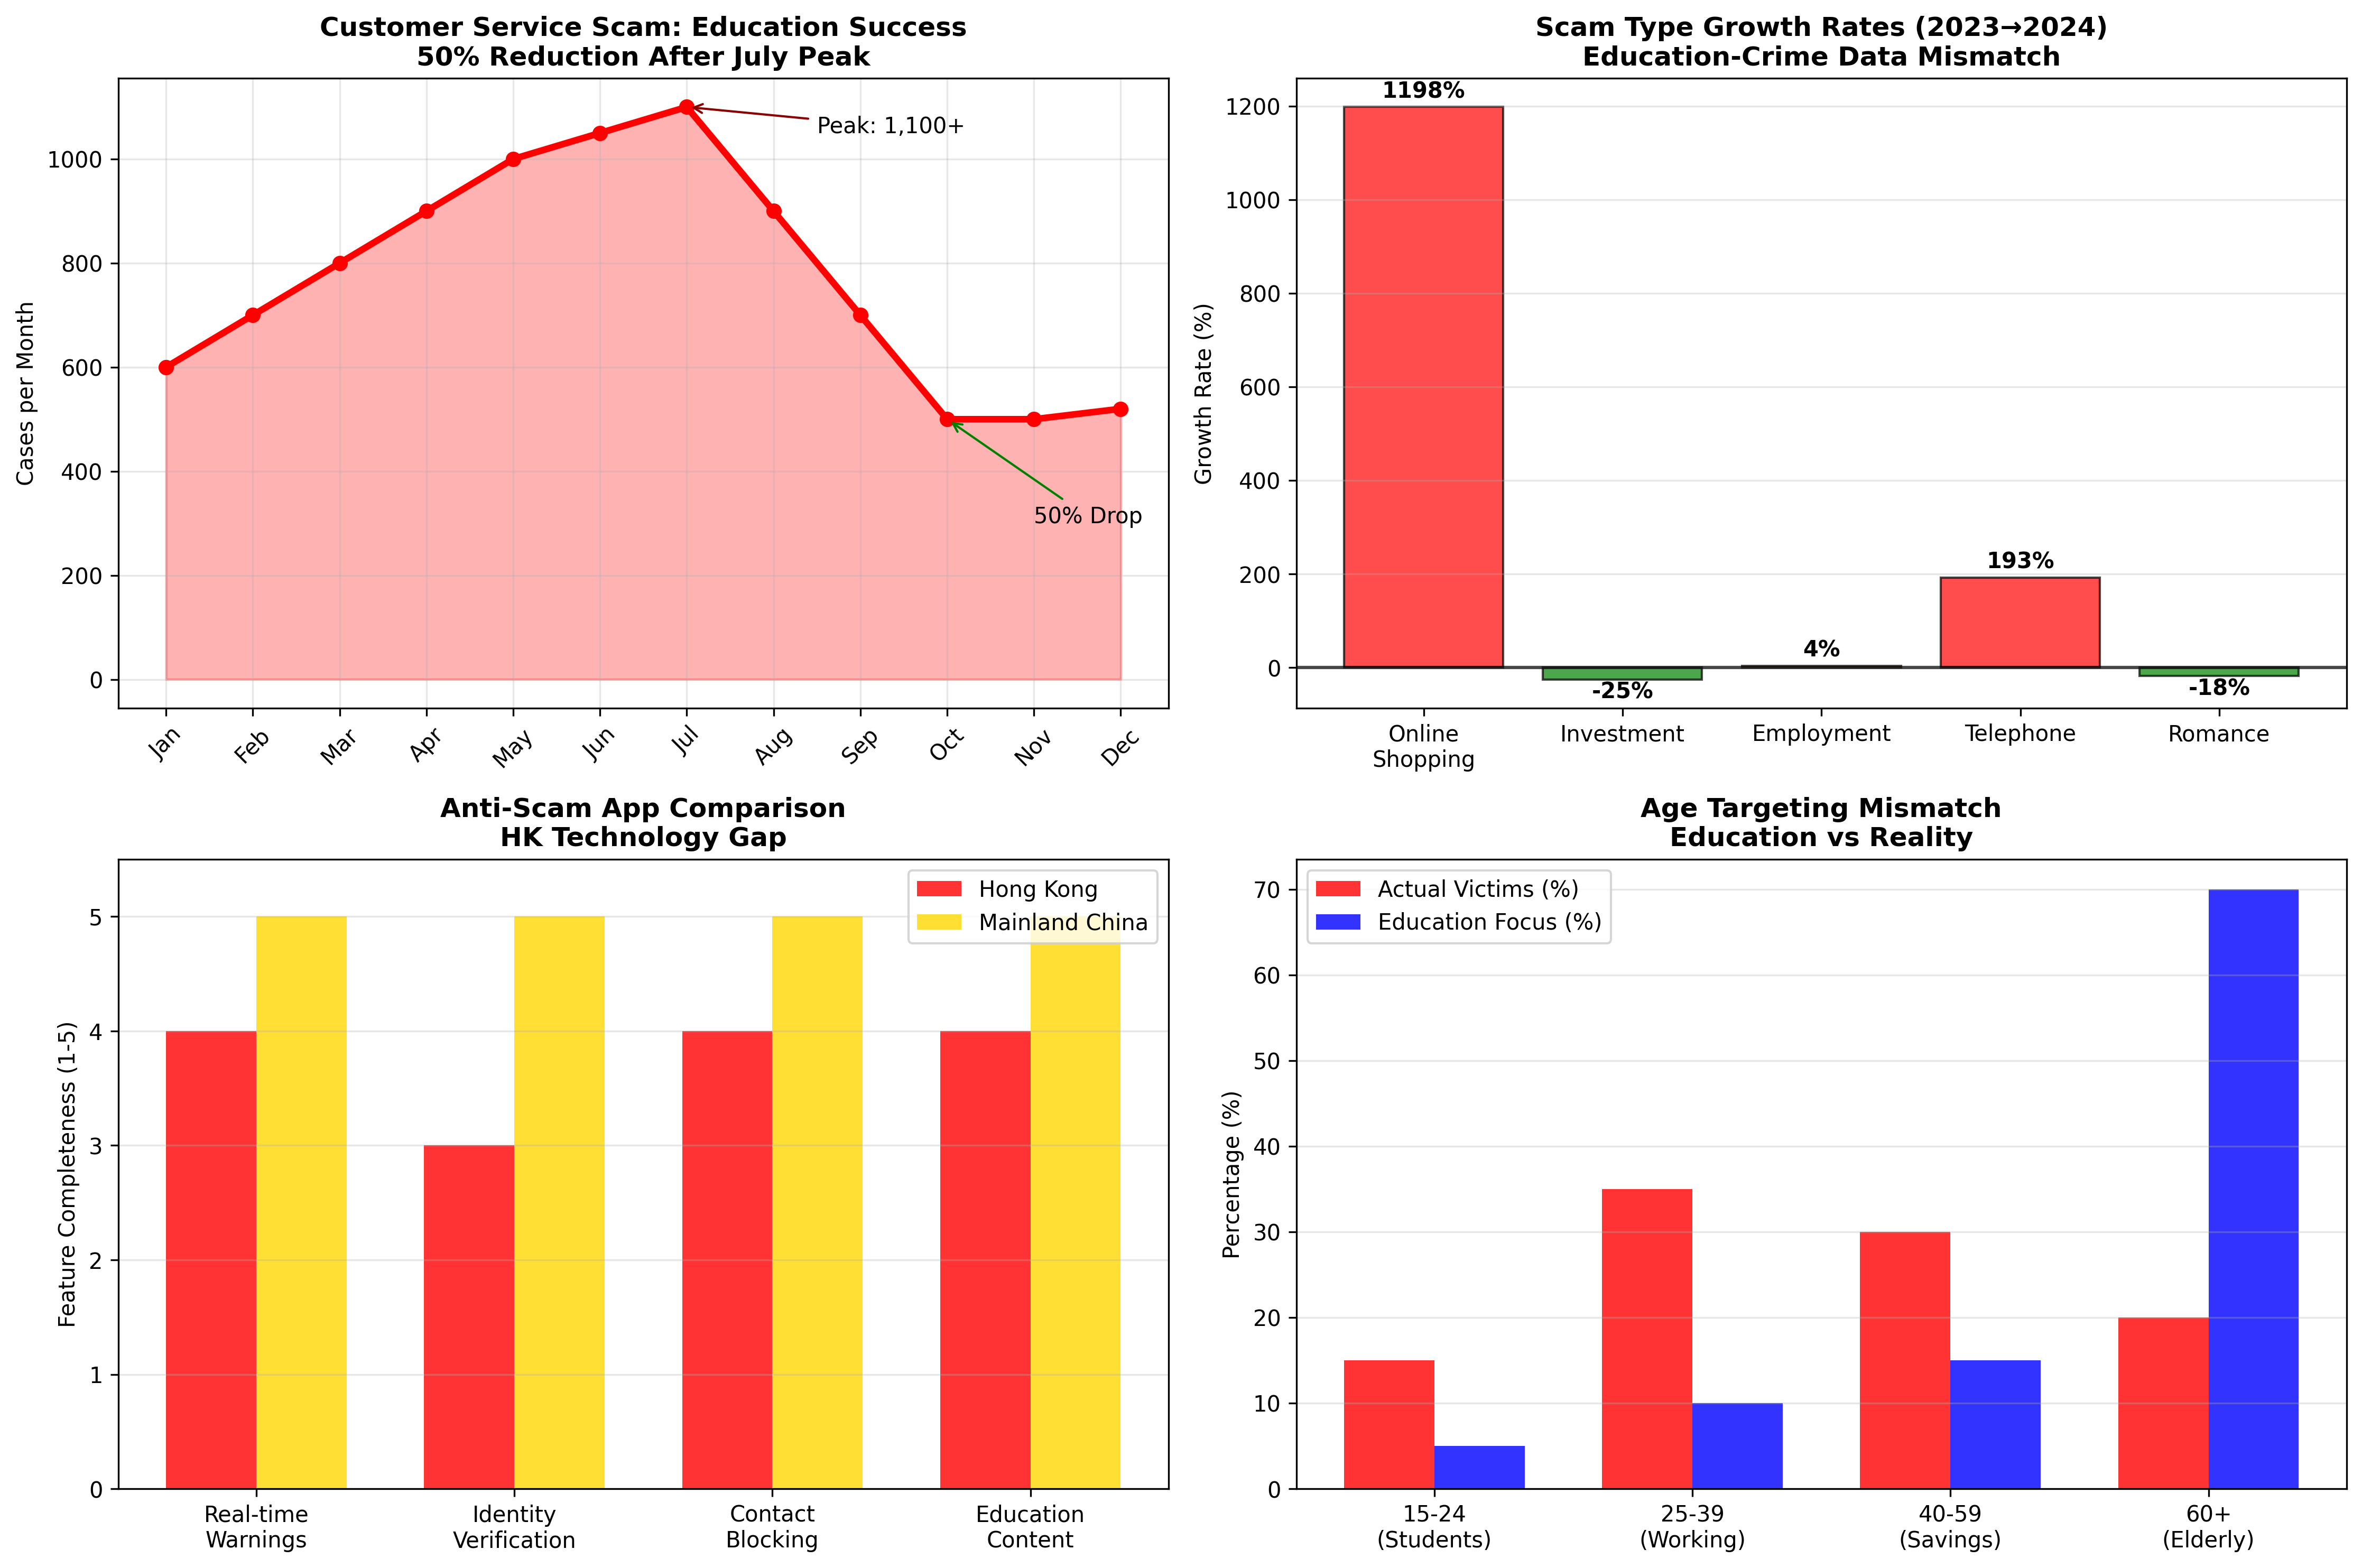 Customer Service Scam: Education Success
50% Reduction After July Peak
Cases per Month
1000
800
600
400
200
0
Peak: 1,100+
50% Drop
Jan
Feb
Mar
Apr
May
Jun
Jul
Aug
Sep
Oct
Nov
Dec
Scam Type Growth Rates (2023→2024)
Education-Crime Data Mismatch
Growth Rate (%)
1200
1000
800
600
400
200
0
1198%
-25%
4%
193%
-18%
Online
Shopping
Investment
Employment
Telephone
Romance
Anti-Scam App Comparison
HK Technology Gap
Feature Completeness (1-5)
5
4
3
2
1
0
Hong Kong
Mainland China
Real-time
Warnings
Identity
Verification
Contact
Blocking
Education
Content
Age Targeting Mismatch
Education vs Reality
Percentage (%)
70
60
50
40
30
20
10
0
Actual Victims (%)
Education Focus (%)
15-24
(Students)
25-39
(Working)
40-59
(Savings)
60+
(Elderly)